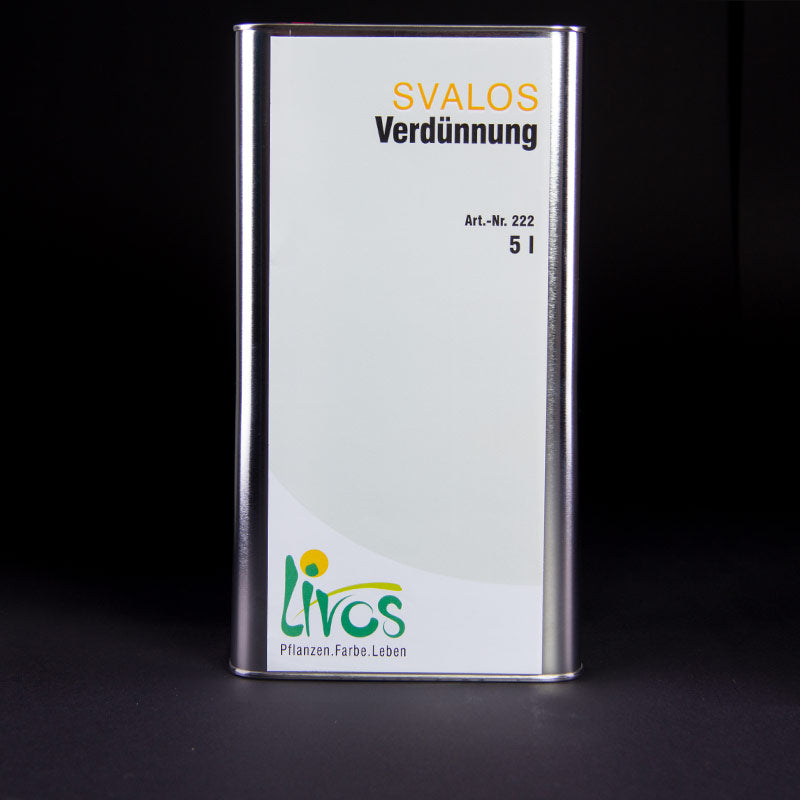 SVALOS
Verdünnung
Art.-Nr. 222
5 l
Livos
Pflanzen.Farbe.Leben